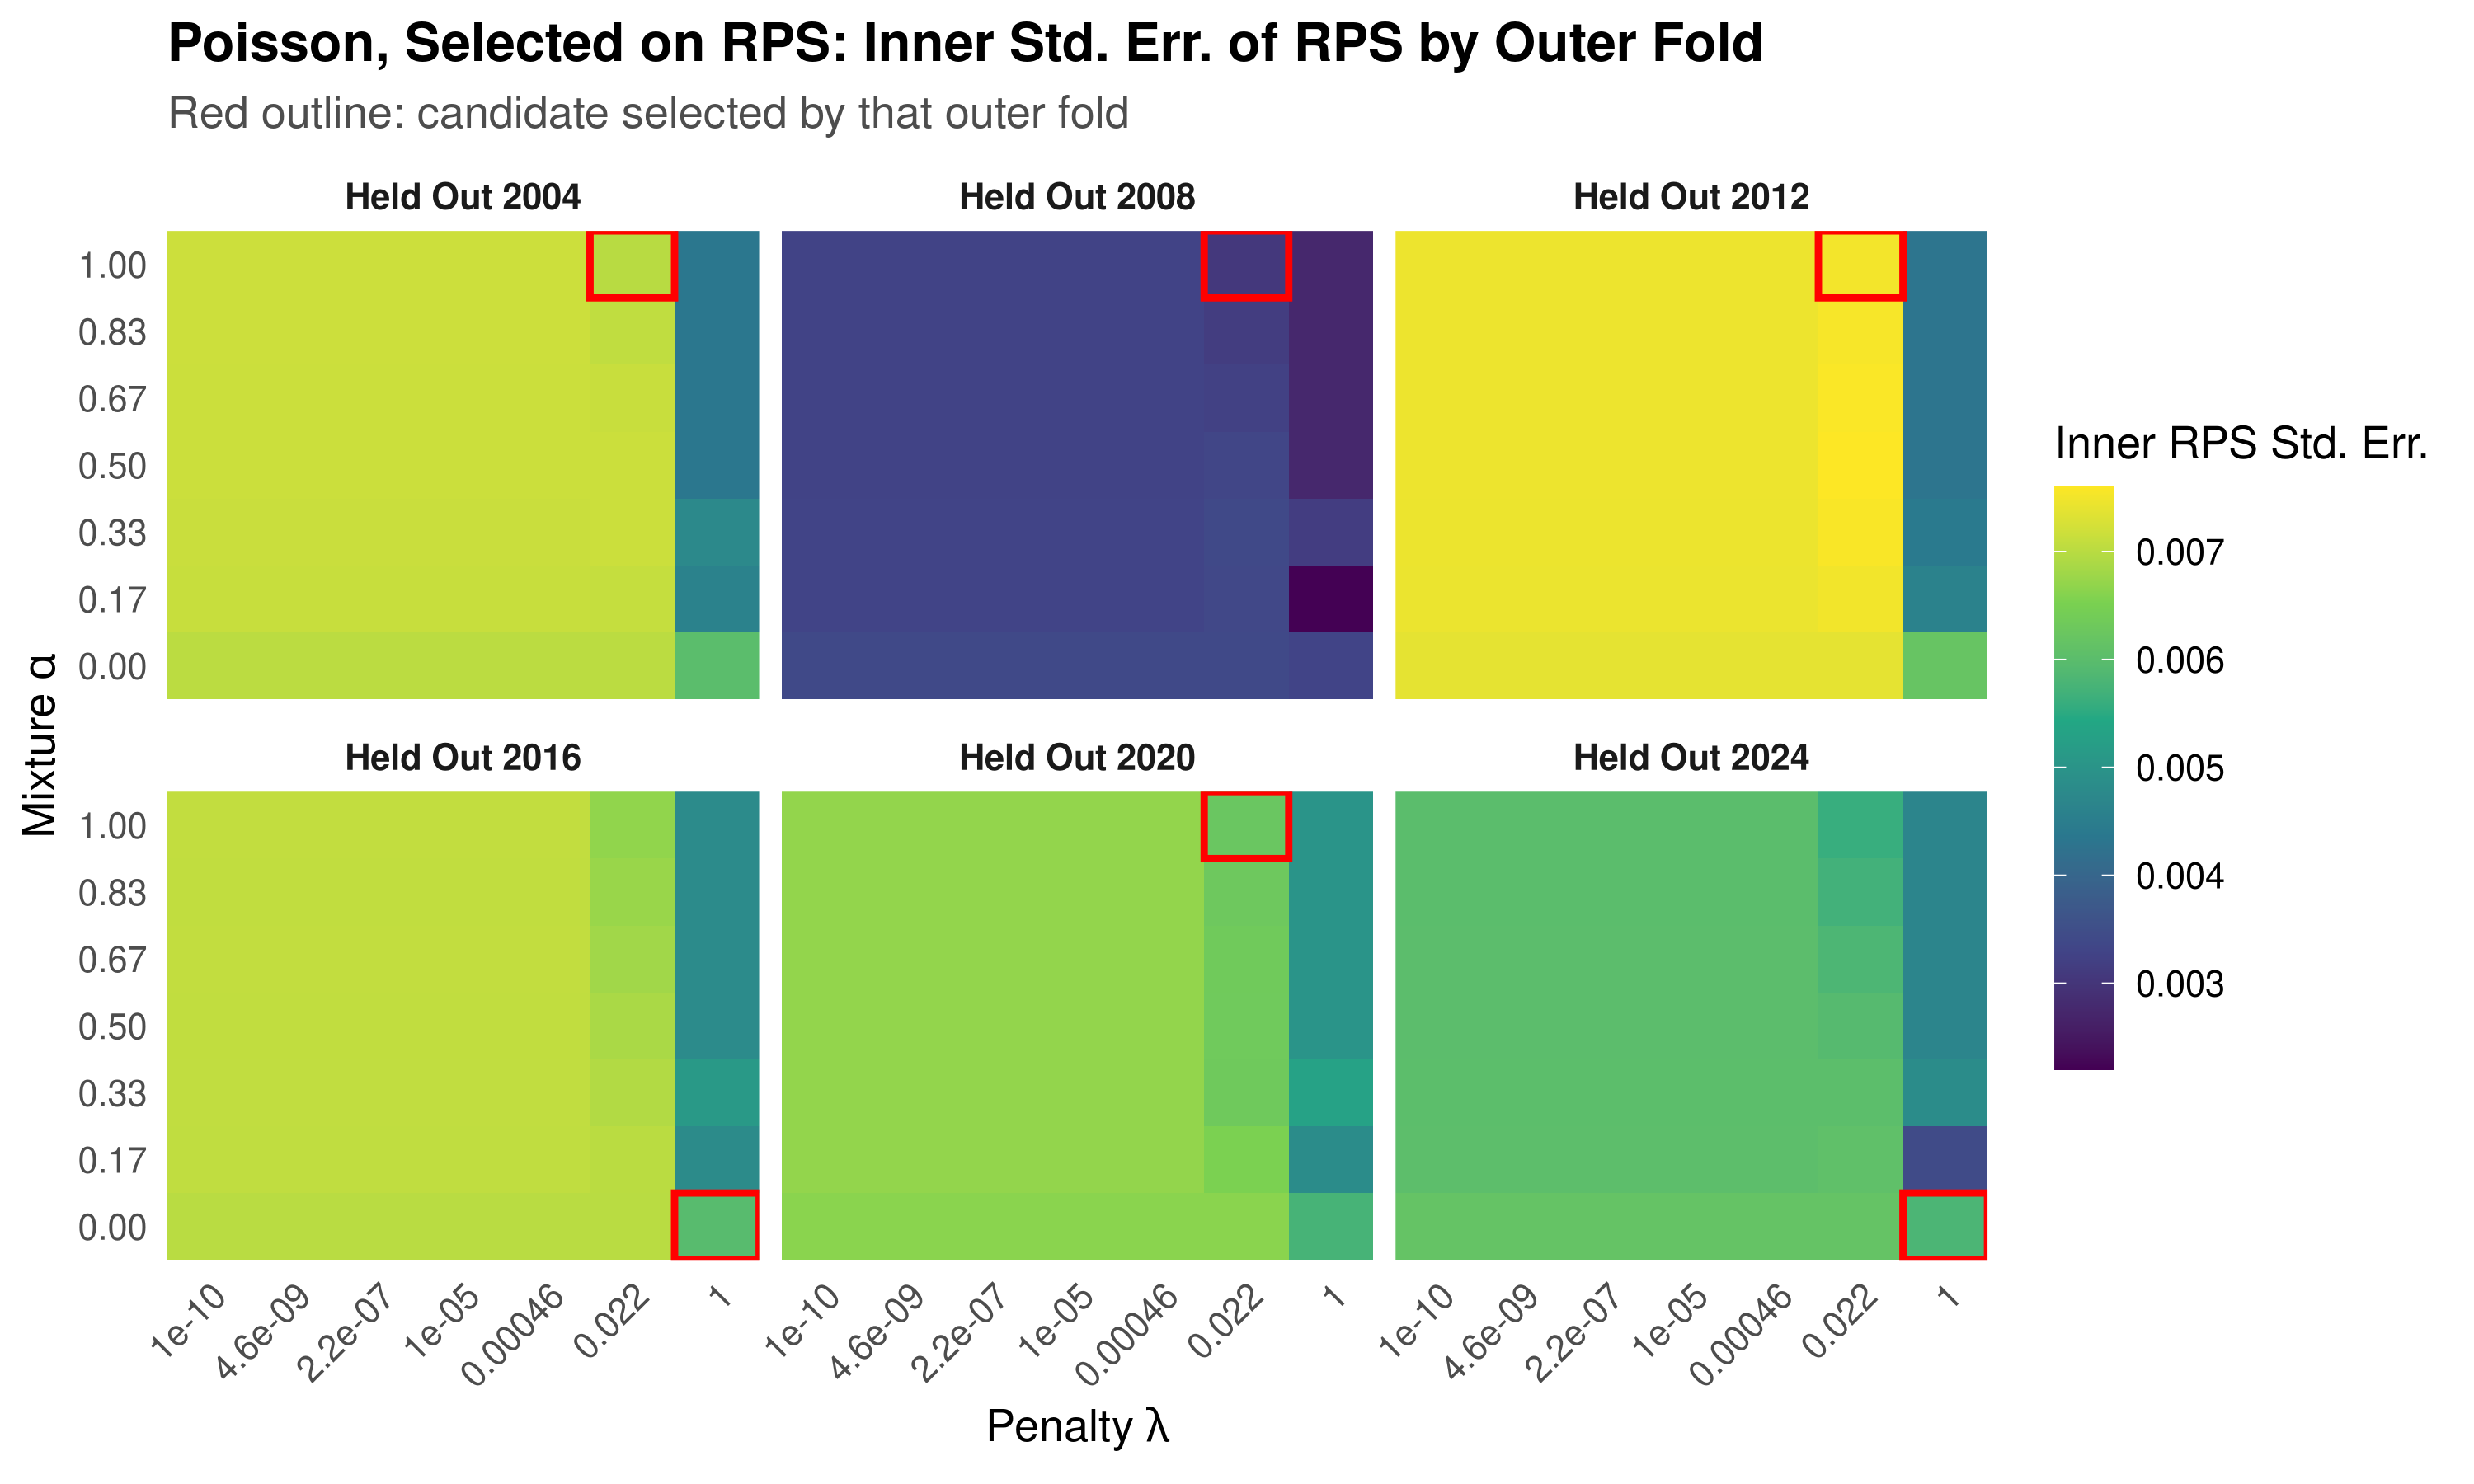 Poisson, Selected on RPS: Inner Std. Err. of RPS by Outer Fold
Red outline: candidate selected by that outer fold
Held Out 2004
Held Out 2008
Held Out 2012
1.00
0.83
0.67
0.50
0.33
0.17
0.00
Held Out 2016
Held Out 2020
Held Out 2024
1.00
0.83
0.67
0.50
0.33
0.17
0.00
Mixture α
1e-10
4.6e-09
2.2e-07
1e-05
0.00046
0.022
1
1e-10
4.6e-09
2.2e-07
1e-05
0.00046
0.022
1
1e-10
4.6e-09
2.2e-07
1e-05
0.00046
0.022
1
Penalty λ
Inner RPS Std. Err.
0.007
0.006
0.005
0.004
0.003